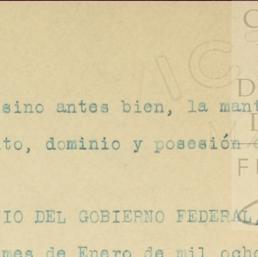 sino antes bien, la mant
to, dominio y posesión
IO DEL GOBIERNO FEDERAL,
mes de Enero de mil ocho